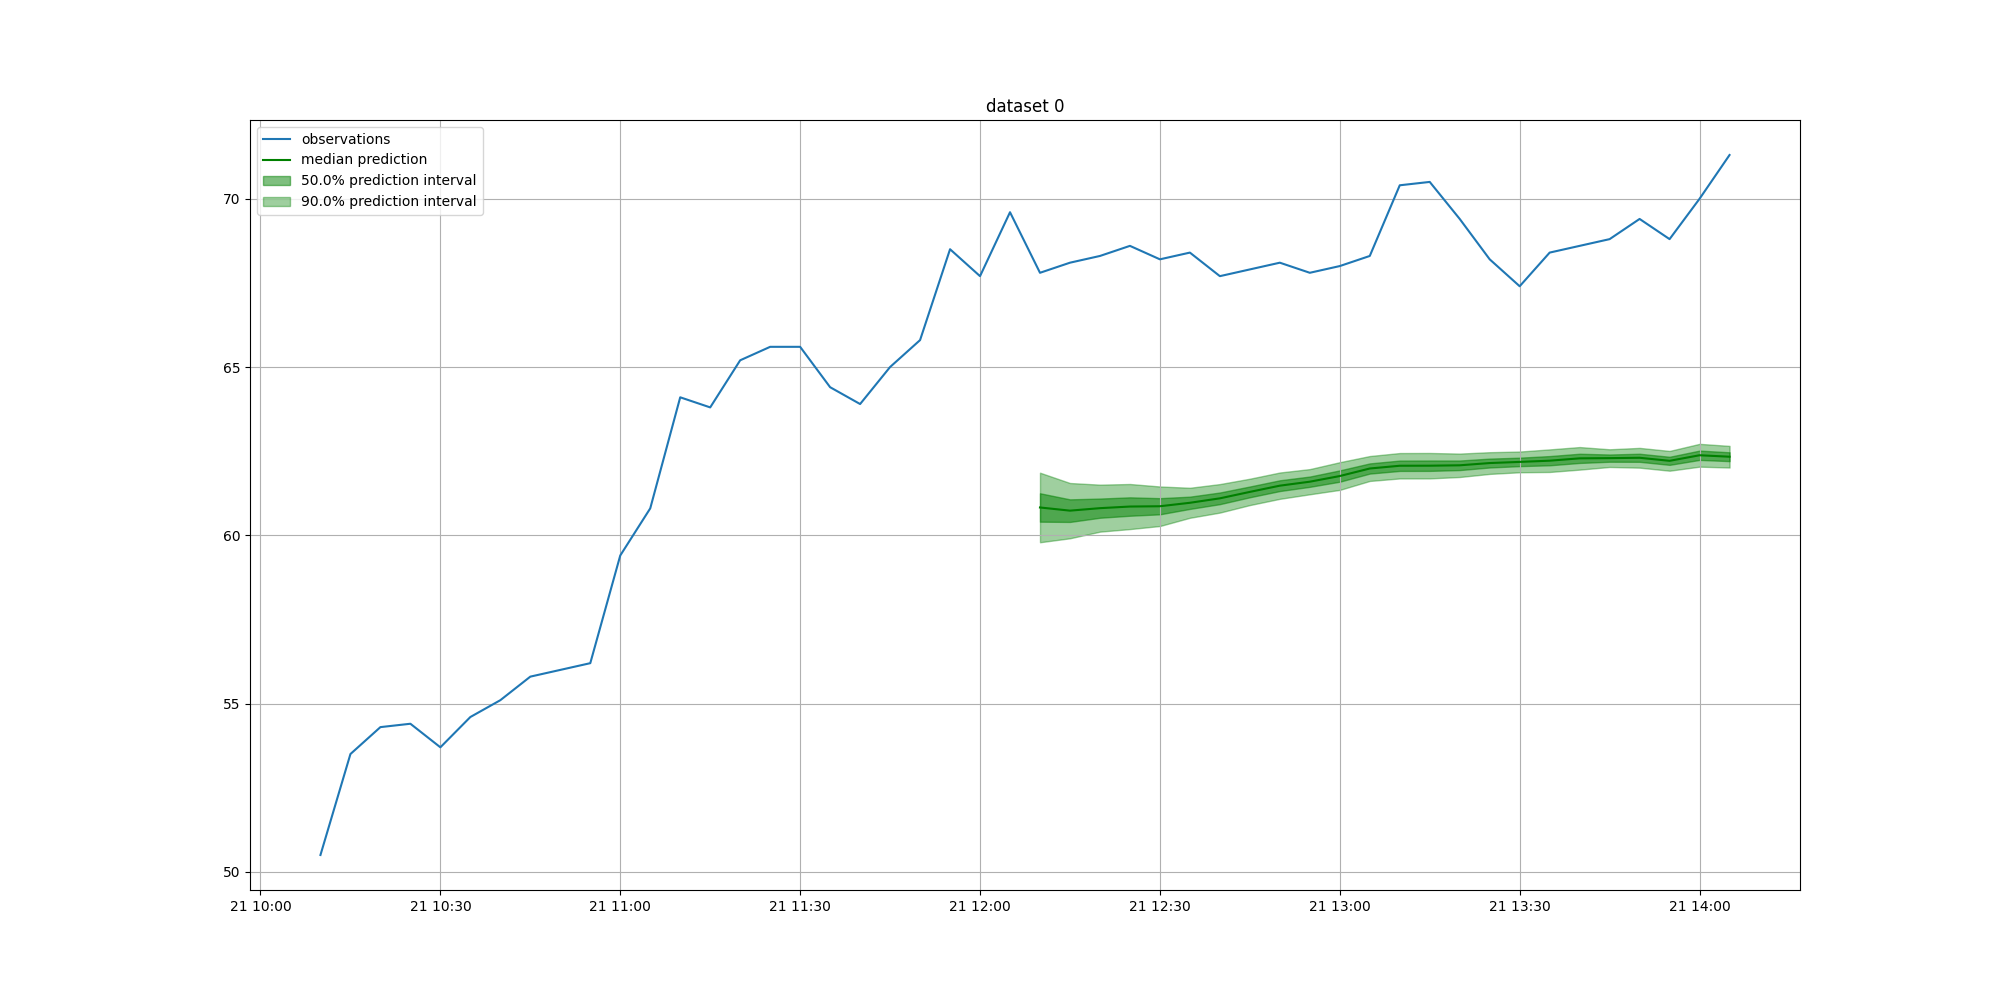 dataset 0
observations
median prediction
50.0% prediction interval
90.0% prediction interval
70
65
60
55
50
21 10:00 21 10:30 21 11:00 21 11:30 21 12:00 21 12:30 21 13:00 21 13:30 21 14:00